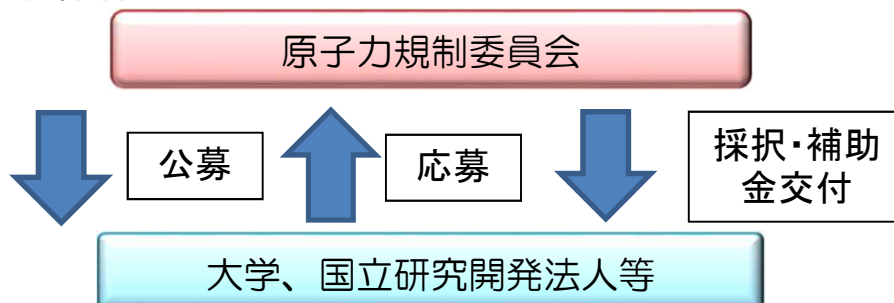 原子力規制委員会
公募
応募
採択・補助
金交付
大学、国立研究開発法人等